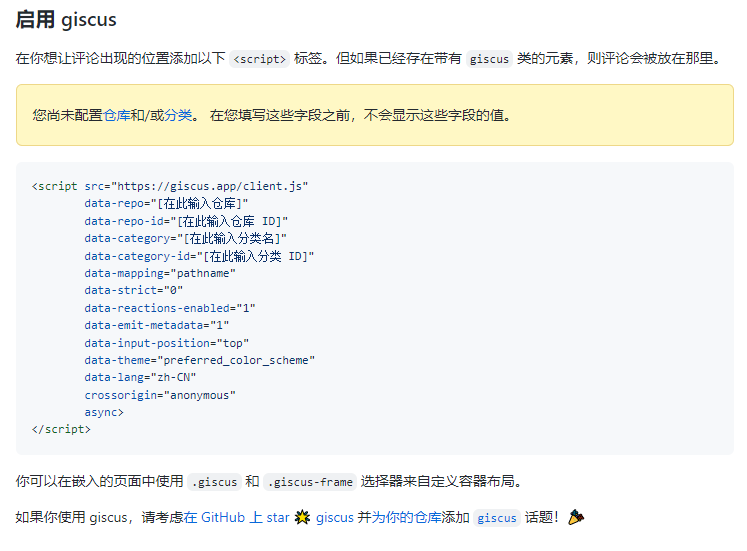 启用 giscus
在你想让评论出现的位置添加以下 <script> 标签。但如果已经存在带有 giscus 类的元素，则评论会被放在那里。
您尚未配置仓库和/或分类。 在您填写这些字段之前，不会显示这些字段的值。
<script src="https://giscus.app/client.js"
        data-repo="[在此输入仓库]"
        data-repo-id="[在此输入仓库 ID]"
        data-category="[在此输入分类名]"
        data-category-id="[在此输入分类 ID]"
        data-mapping="pathname"
        data-strict="0"
        data-reactions-enabled="1"
        data-emit-metadata="1"
        data-input-position="top"
        data-theme="preferred_color_scheme"
        data-lang="zh-CN"
        crossorigin="anonymous"
        async>
</script>
你可以在嵌入的页面中使用 .giscus 和 .giscus-frame 选择器来自定义容器布局。
如果你使用 giscus，请考虑在 GitHub 上 star 🌟 giscus 并为你的仓库添加 giscus 话题！🎉